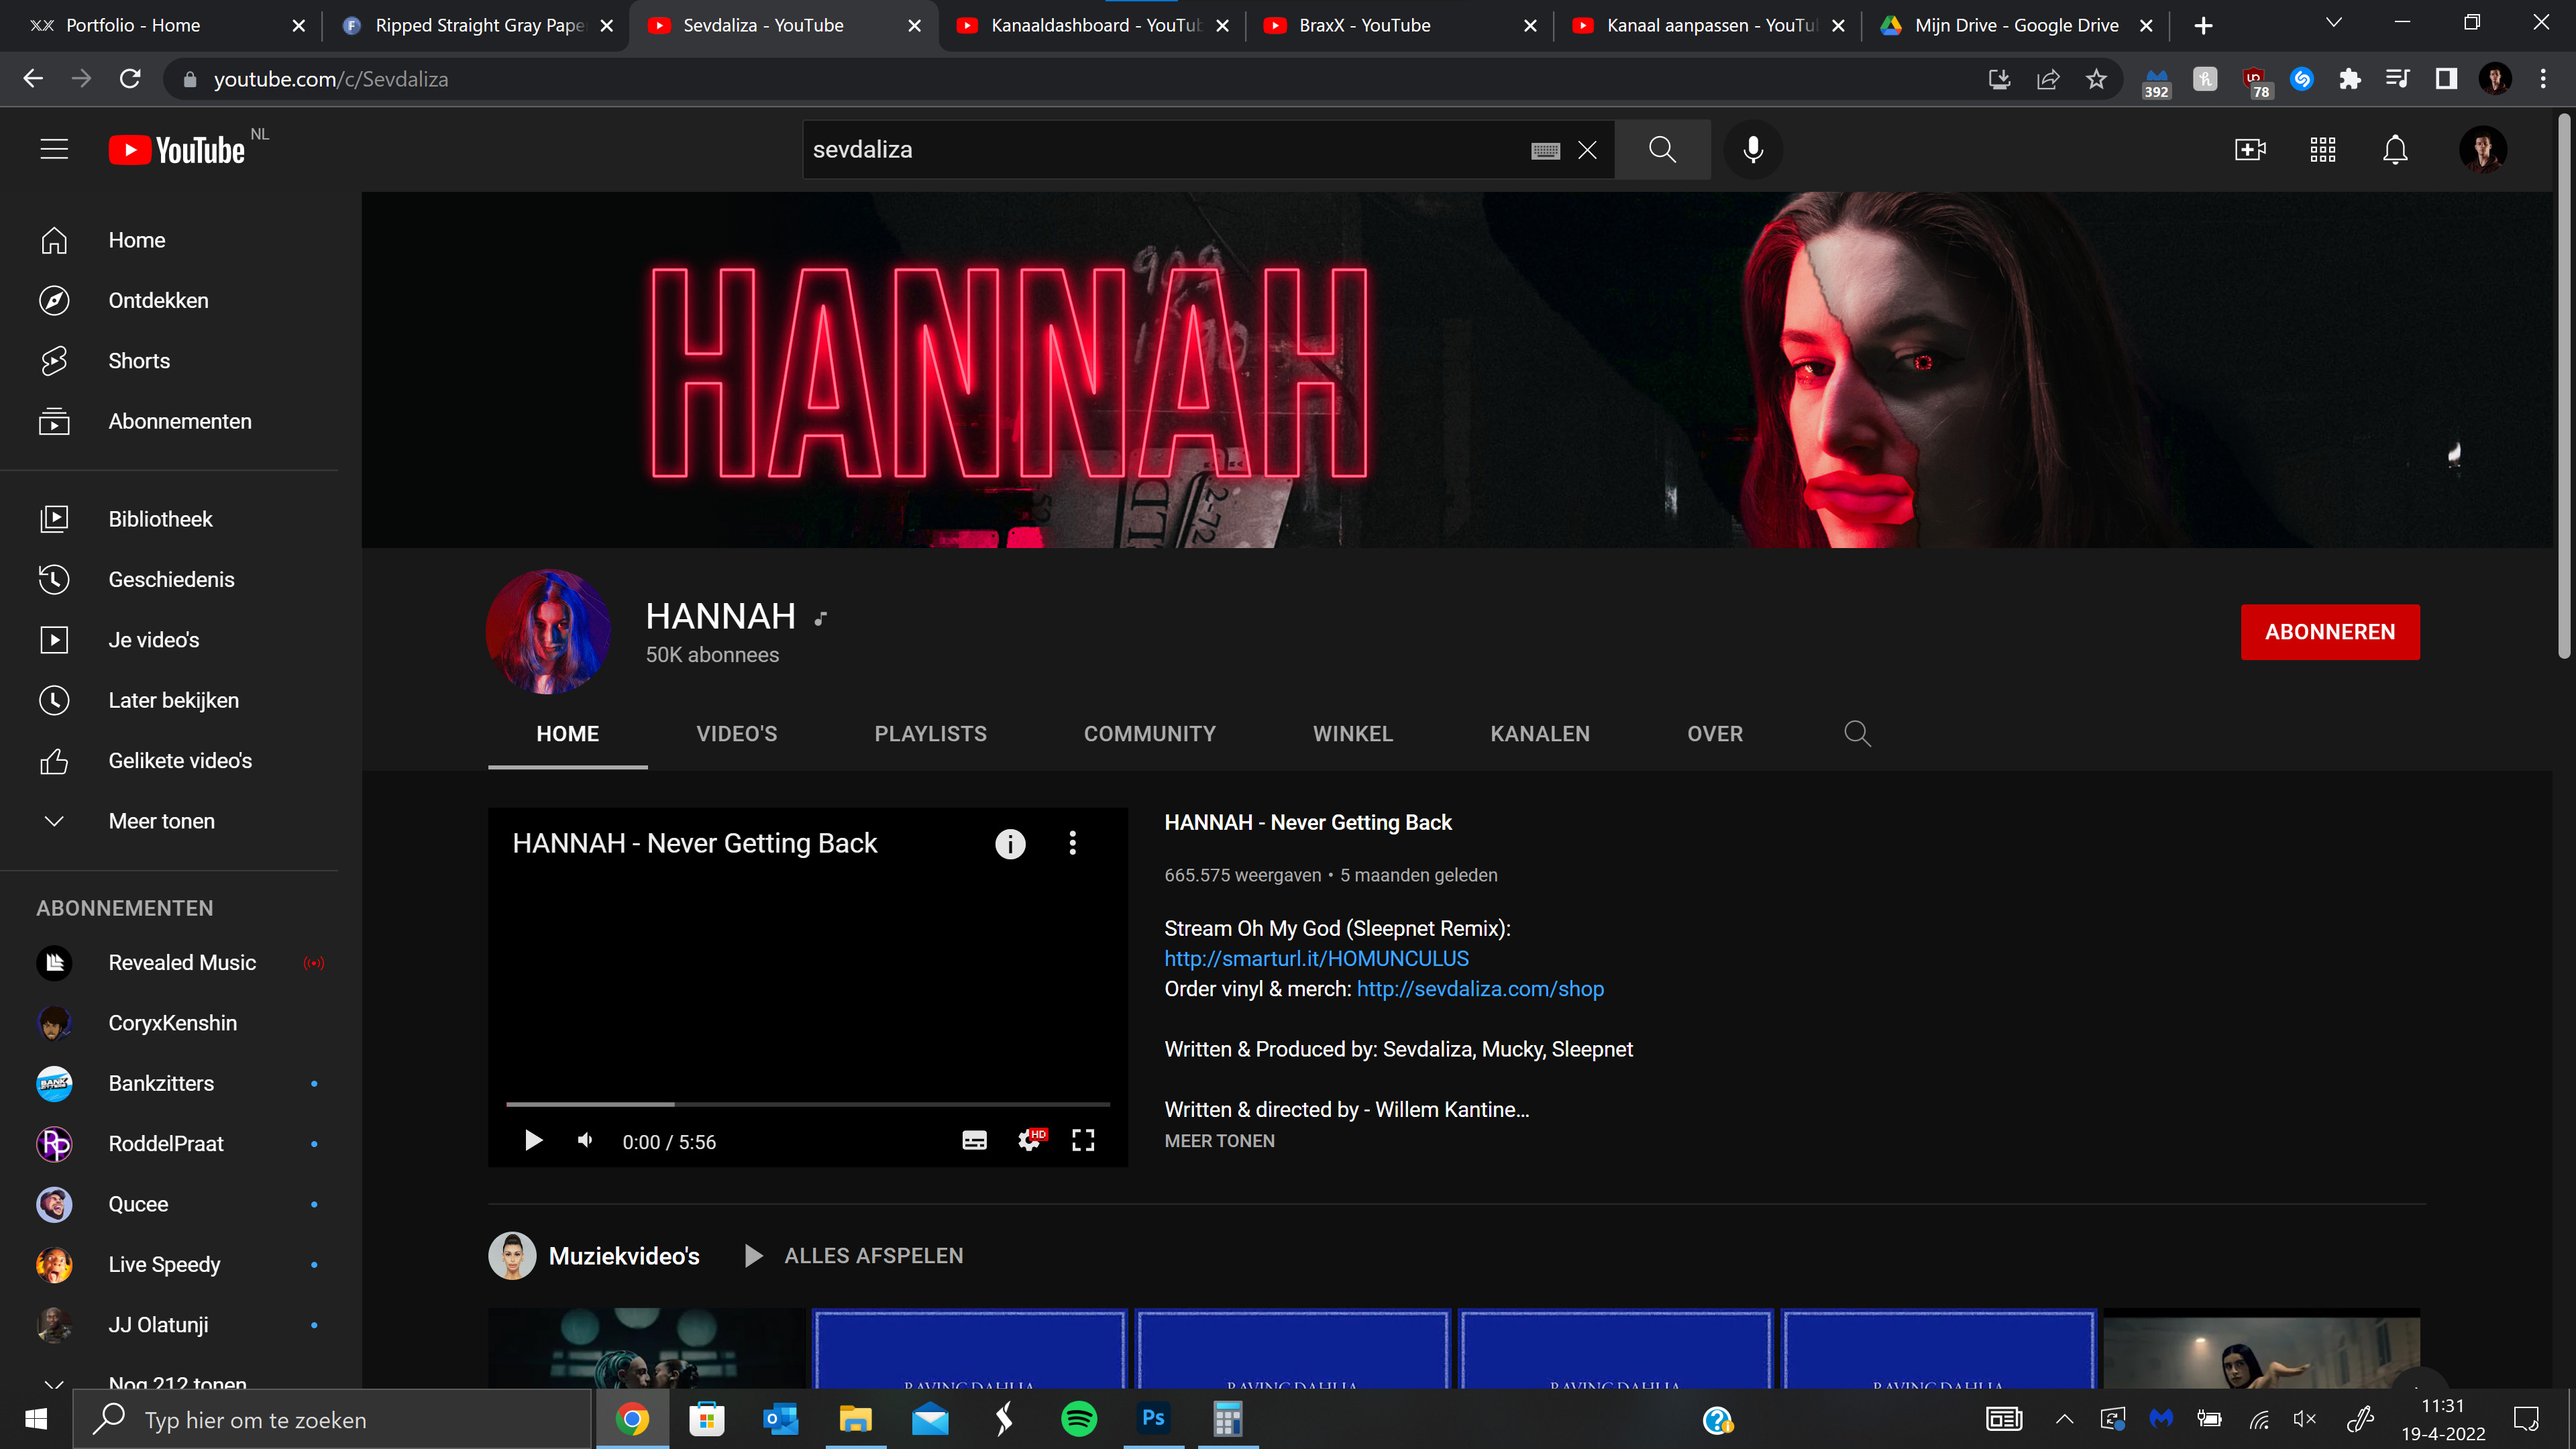 Portfolio - Home
Ripped Straight Gray Pape
Sevdaliza - YouTube
Kanaaldashboard - YouTub
BraxX - YouTube
Kanaal aanpassen - YouTu
Mijn Drive - Google Drive
youtube.com/c/Sevdaliza
392
78
YouTube NL
sevdaliza
Home
Ontdekken
Shorts
Abonnementen
Bibliotheek
Geschiedenis
Je video's
Later bekijken
Gelikete video's
Meer tonen
ABONNEMENTEN
Revealed Music
CoryxKenshin
Bankzitters
RoddelPraat
Qucee
Live Speedy
JJ Olatunji
Nog 212 tonen
HANNAH
2-72
HANNAH
50K abonnees
ABONNEREN
HOME
VIDEO'S
PLAYLISTS
COMMUNITY
WINKEL
KANALEN
OVER
HANNAH - Never Getting Back
0:00 / 5:56
HD
HANNAH - Never Getting Back
665.575 weergaven • 5 maanden geleden
Stream Oh My God (Sleepnet Remix):
http://smarturl.it/HOMUNCULUS
Order vinyl & merch: http://sevdaliza.com/shop
Written & Produced by: Sevdaliza, Mucky, Sleepnet
Written & directed by - Willem Kantine...
MEER TONEN
Muziekvideo's
ALLES AFSPELEN
RAVING DAHLIA
RAVING DAHLIA
RAVING DAHLIA
RAVING DAHLIA
Typ hier om te zoeken
Ps
11:31
19-4-2022